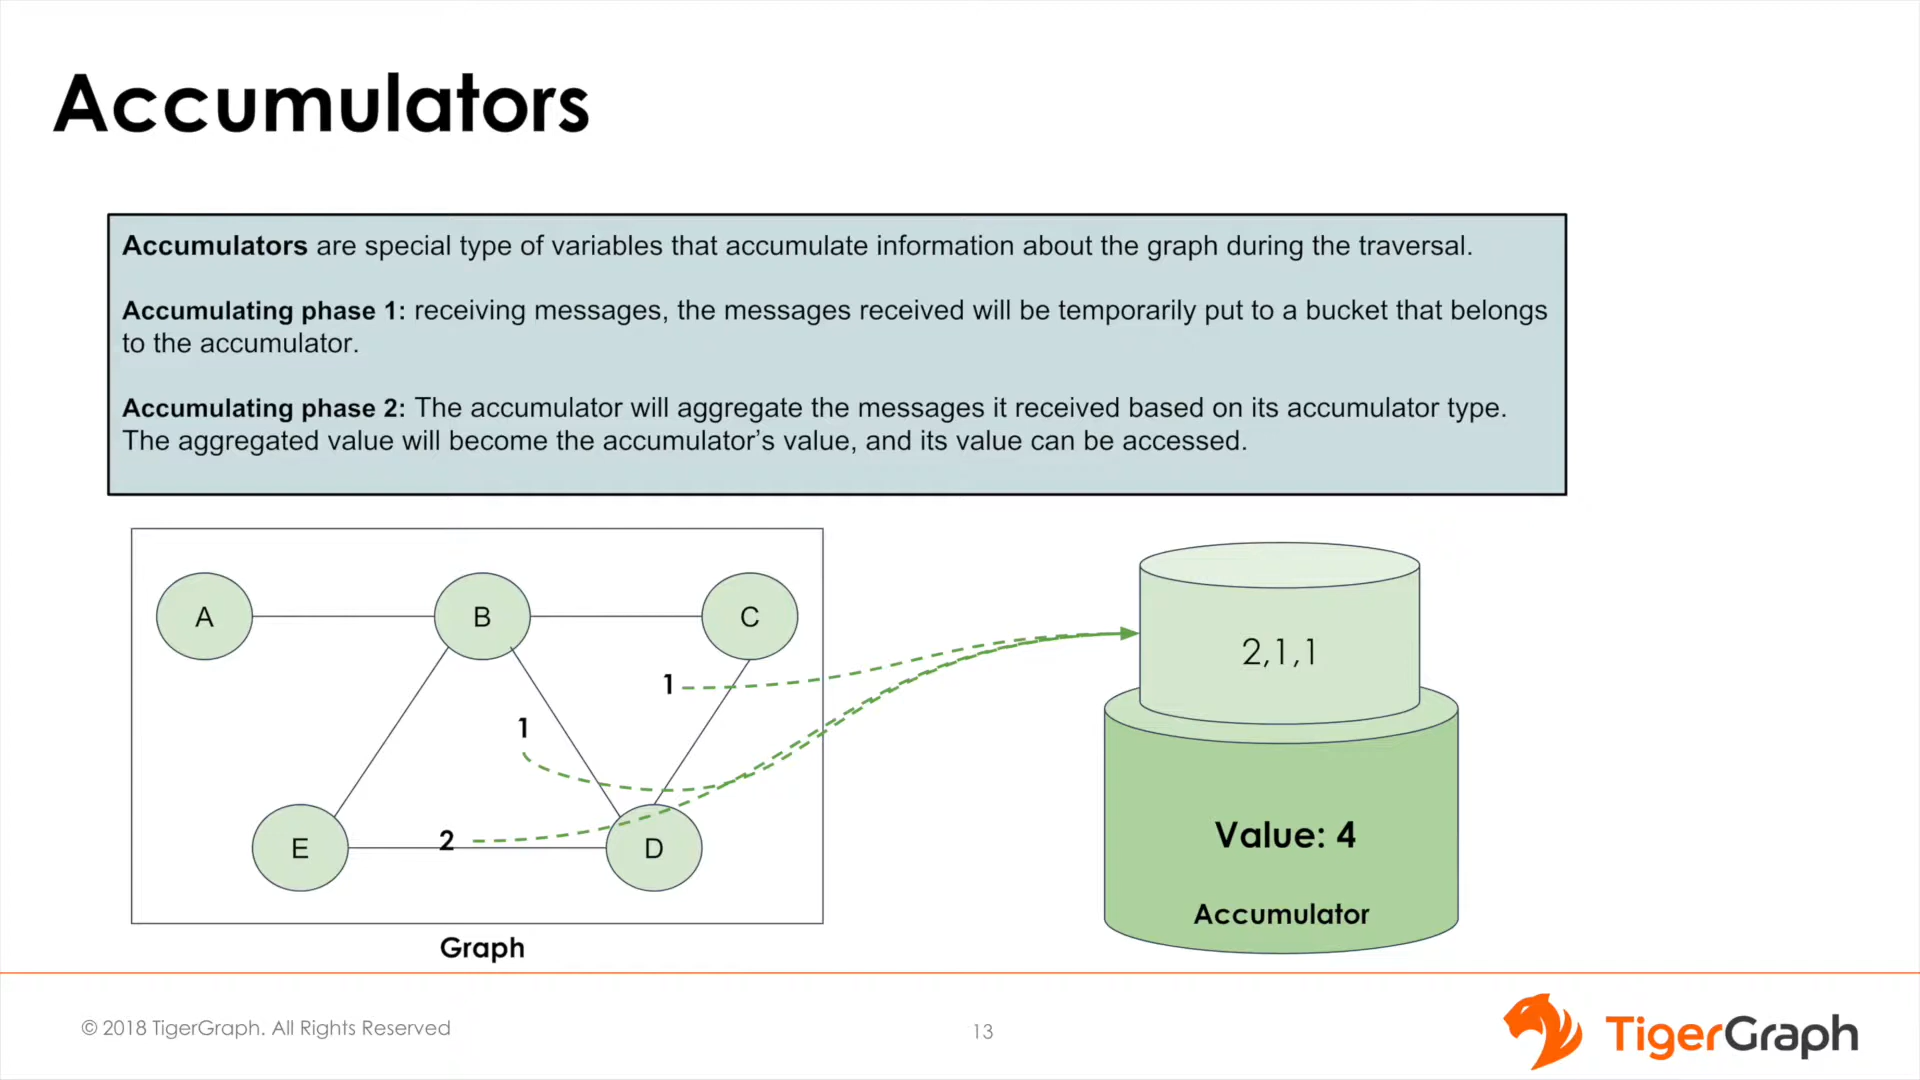 Accumulators
Accumulators are special type of variables that accumulate information about the graph during the traversal.
Accumulating phase 1: receiving messages, the messages received will be temporarily put to a bucket that belongs
to the accumulator.
Accumulating phase 2: The accumulator will aggregate the messages it received based on its accumulator type.
The aggregated value will become the accumulator’s value, and its value can be accessed.
A
B
C
1
1
2
E
D
Graph
2,1,1
Value: 4
Accumulator
© 2018 TigerGraph. All Rights Reserved
13
TigerGraph